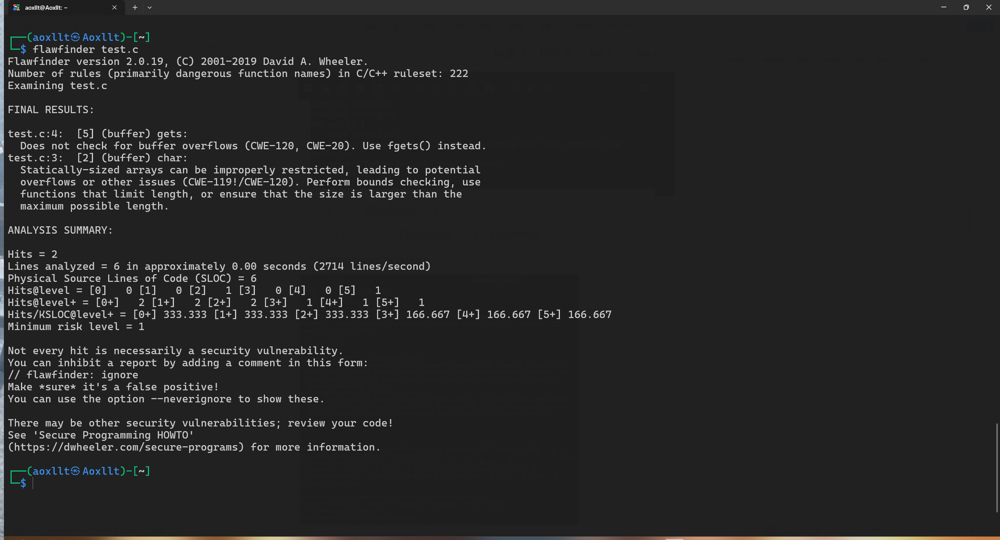 aoxllt@Aoxllt: ~
┌──(aoxllt㉿Aoxllt)-[~]
└─$ flawfinder test.c
Flawfinder version 2.0.19, (C) 2001-2019 David A. Wheeler.
Number of rules (primarily dangerous function names) in C/C++ ruleset: 222
Examining test.c
FINAL RESULTS:
test.c:4:  [5] (buffer) gets:
  Does not check for buffer overflows (CWE-120, CWE-20). Use fgets() instead.
test.c:3:  [2] (buffer) char:
  Statically-sized arrays can be improperly restricted, leading to potential
  overflows or other issues (CWE-119!/CWE-120). Perform bounds checking, use
  functions that limit length, or ensure that the size is larger than the
  maximum possible length.
ANALYSIS SUMMARY:
Hits = 2
Lines analyzed = 6 in approximately 0.00 seconds (2714 lines/second)
Physical Source Lines of Code (SLOC) = 6
Hits@level = [0]   0 [1]   0 [2]   1 [3]   0 [4]   0 [5]   1
Hits@level+ = [0+]   2 [1+]   2 [2+]   2 [3+]   1 [4+]   1 [5+]   1
Hits/KSLOC@level+ = [0+] 333.333 [1+] 333.333 [2+] 333.333 [3+] 166.667 [4+] 166.667 [5+] 166.667
Minimum risk level = 1
Not every hit is necessarily a security vulnerability.
You can inhibit a report by adding a comment in this form:
// flawfinder: ignore
Make *sure* it's a false positive!
You can use the option --neverignore to show these.
There may be other security vulnerabilities; review your code!
See 'Secure Programming HOWTO'
(https://dwheeler.com/secure-programs) for more information.
┌──(aoxllt㉿Aoxllt)-[~]
└─$